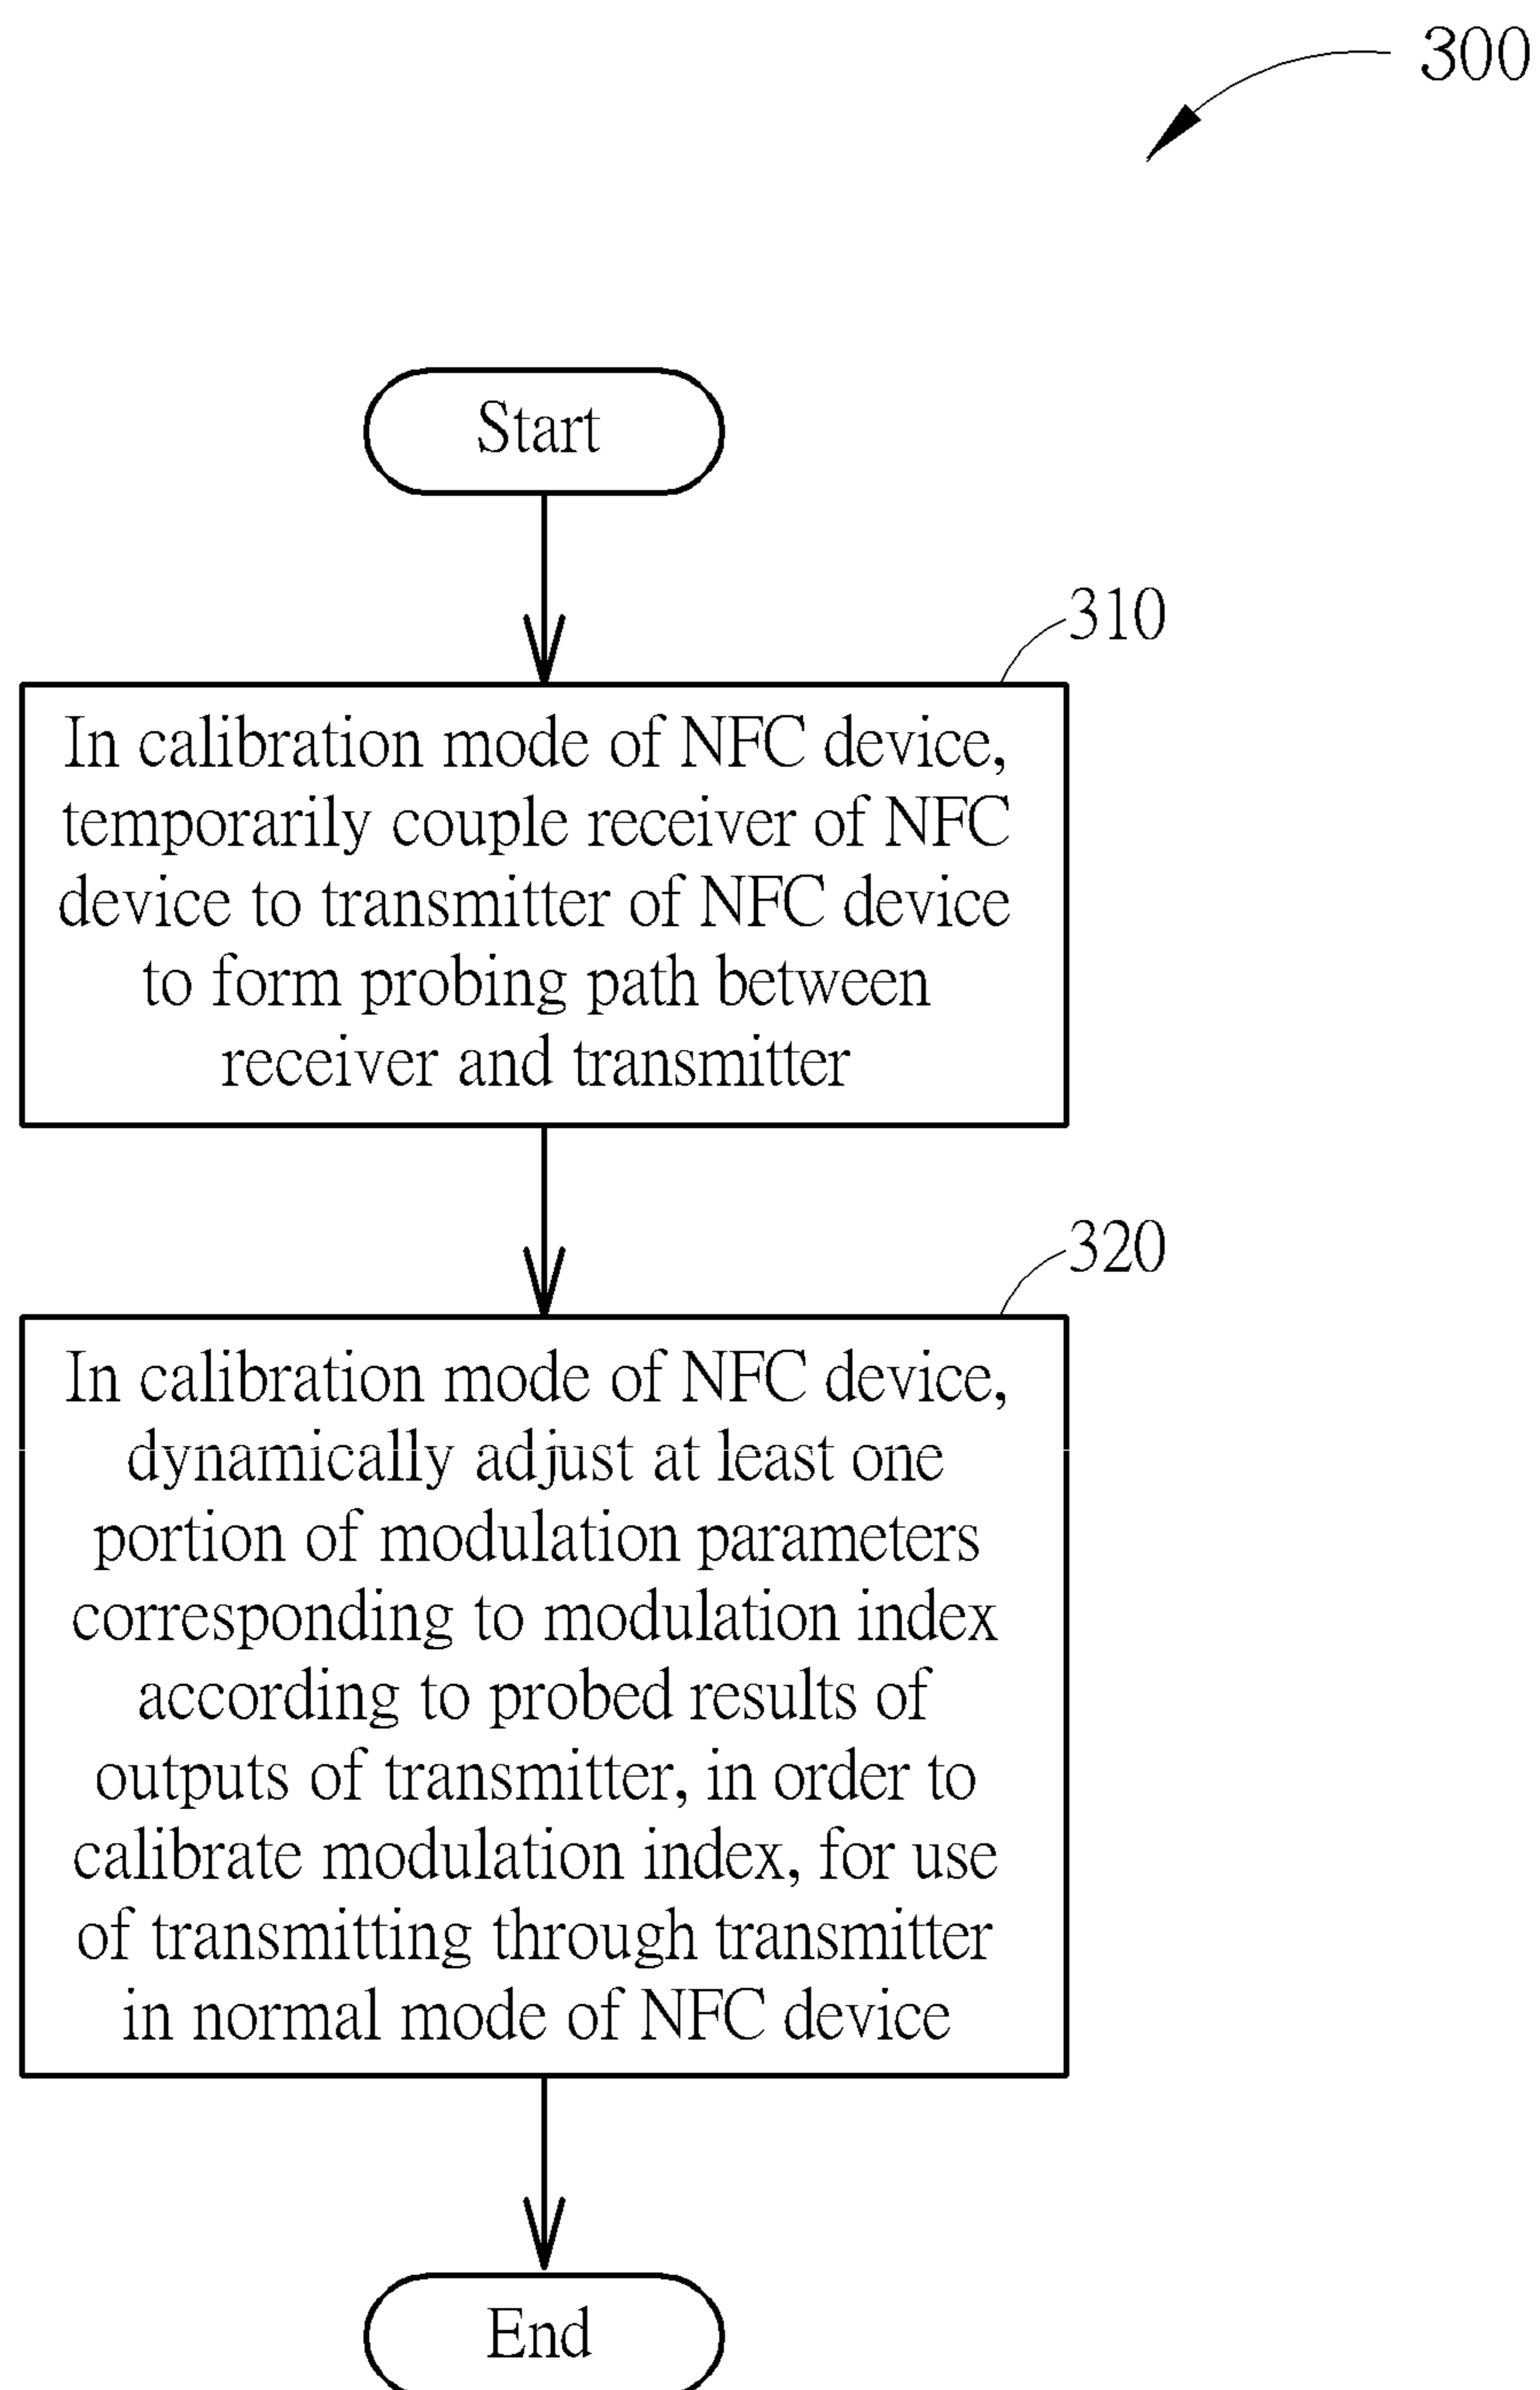 300
Start
310
In calibration mode of NFC device,
temporarily couple receiver of NFC
device to transmitter of NFC device
to form probing path between
receiver and transmitter
320
In calibration mode of NFC device,
dynamically adjust at least one
portion of modulation parameters
corresponding to modulation index
according to probed results of
outputs of transmitter, in order to
calibrate modulation index, for use
of transmitting through transmitter
in normal mode of NFC device
End